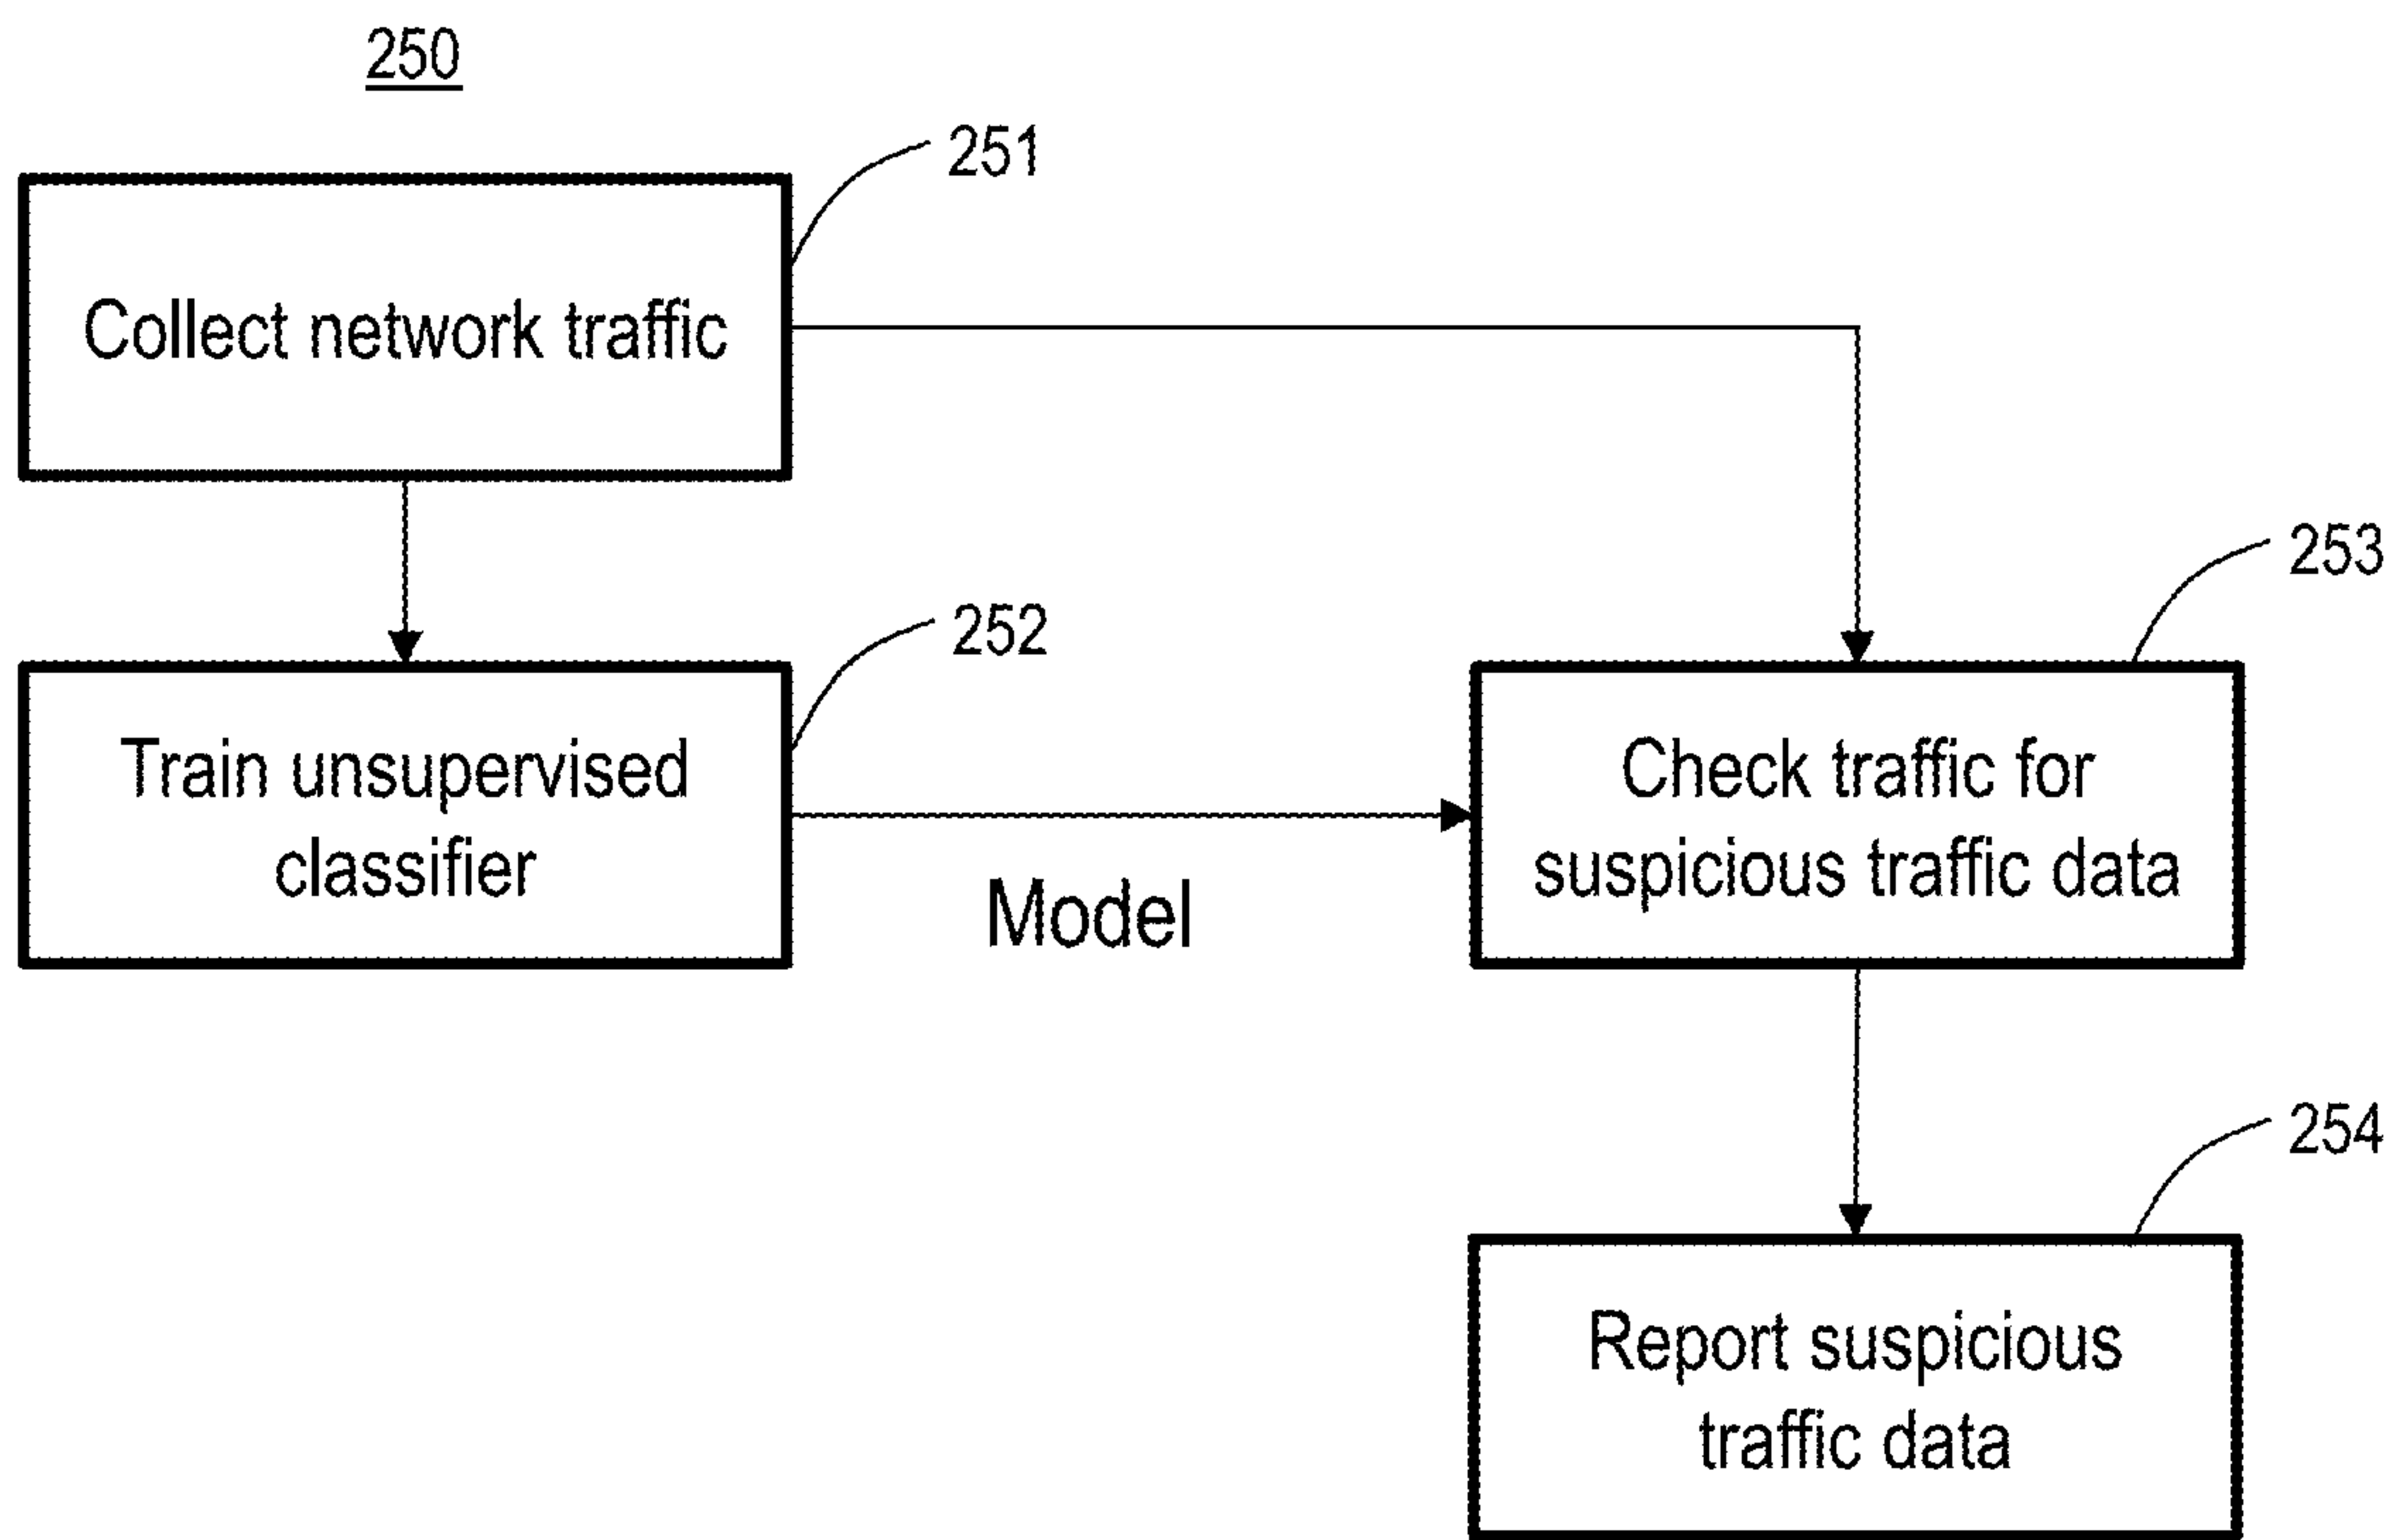 250
251
Collect network traffic
252
Train unsupervised
classifier
Model
253
Check traffic for
suspicious traffic data
254
Report suspicious
traffic data